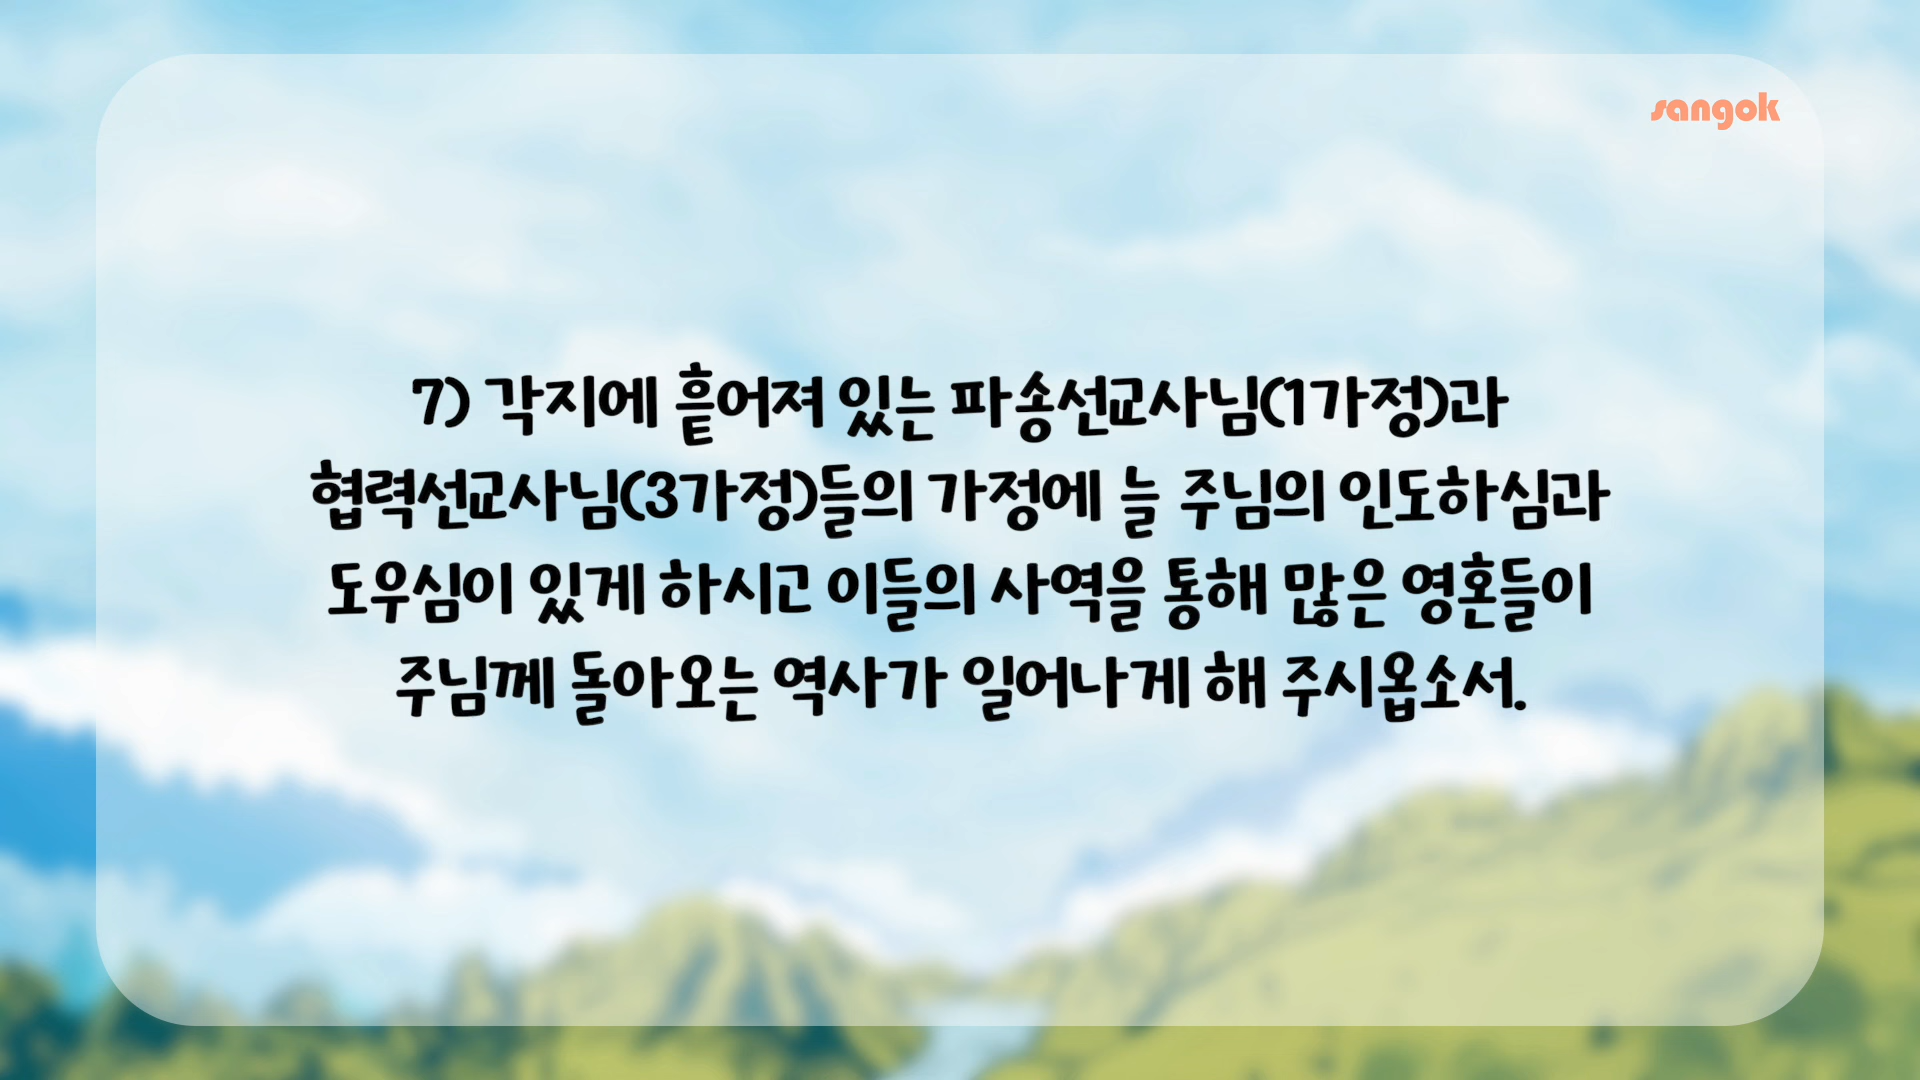 sangok
7) 각지에 흩어져 있는 파송선교사님(1가정)과
협력선교사님(3가정)들의 가정에 늘 주님의 인도하심과
도우심이 있게 하시고 이들의 사역을 통해 많은 영혼들이
주님께 돌아오는 역사가 일어나게 해 주시옵소서.